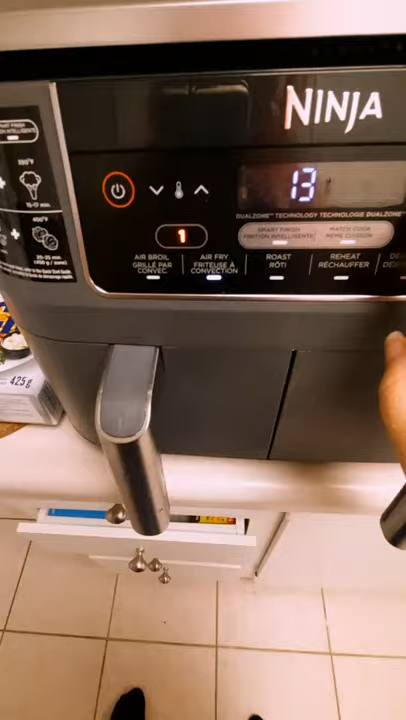 NINJA
390°F
15-17 min.
400°F
20-25 min.
13
DUALZONE™ TECHNOLOGY TECHNOLOGIE DUALZONE
SMART FINISH
FINITION INTELLIGENTE
MATCH COOK
MÊME CUISSON
1
AIR BROIL
GRILLÉ PAR
CONVEC
AIR FRY
FRITEUSE À
CONVECTION
ROAST
RÔTI
REHEAT
RÉCHAUFFER
425 g